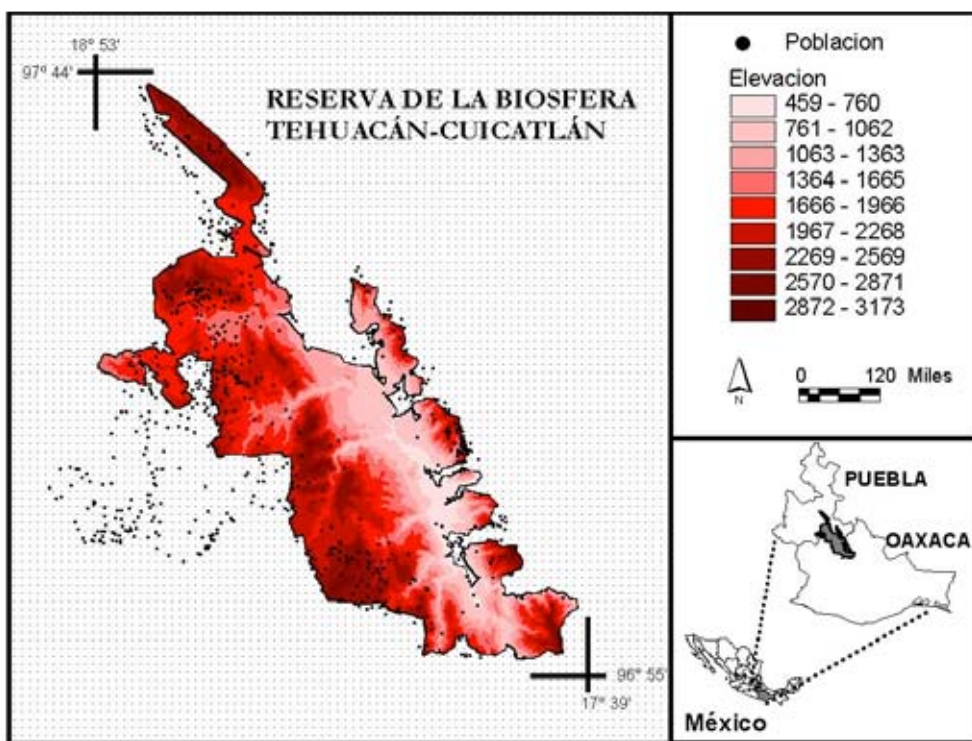 18° 53'
97° 44'
RESERVA DE LA BIOSFERA
TEHUACÁN-CUICATLÁN
96° 55'
17° 39'
Poblacion
Elevacion
459 - 760
761 - 1062
1063 - 1363
1364 - 1665
1666 - 1966
1967 - 2268
2269 - 2569
2570 - 2871
2872 - 3173
N
0 120 Miles
PUEBLA
OAXACA
México